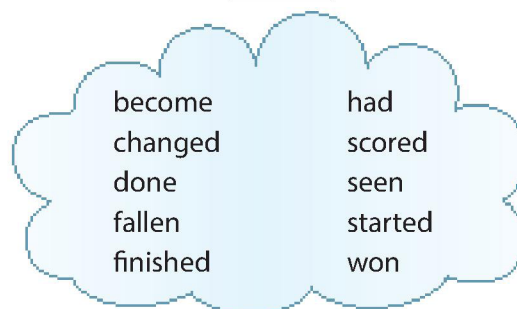 become
changed
done
fallen
finished
had
scored
seen
started
won